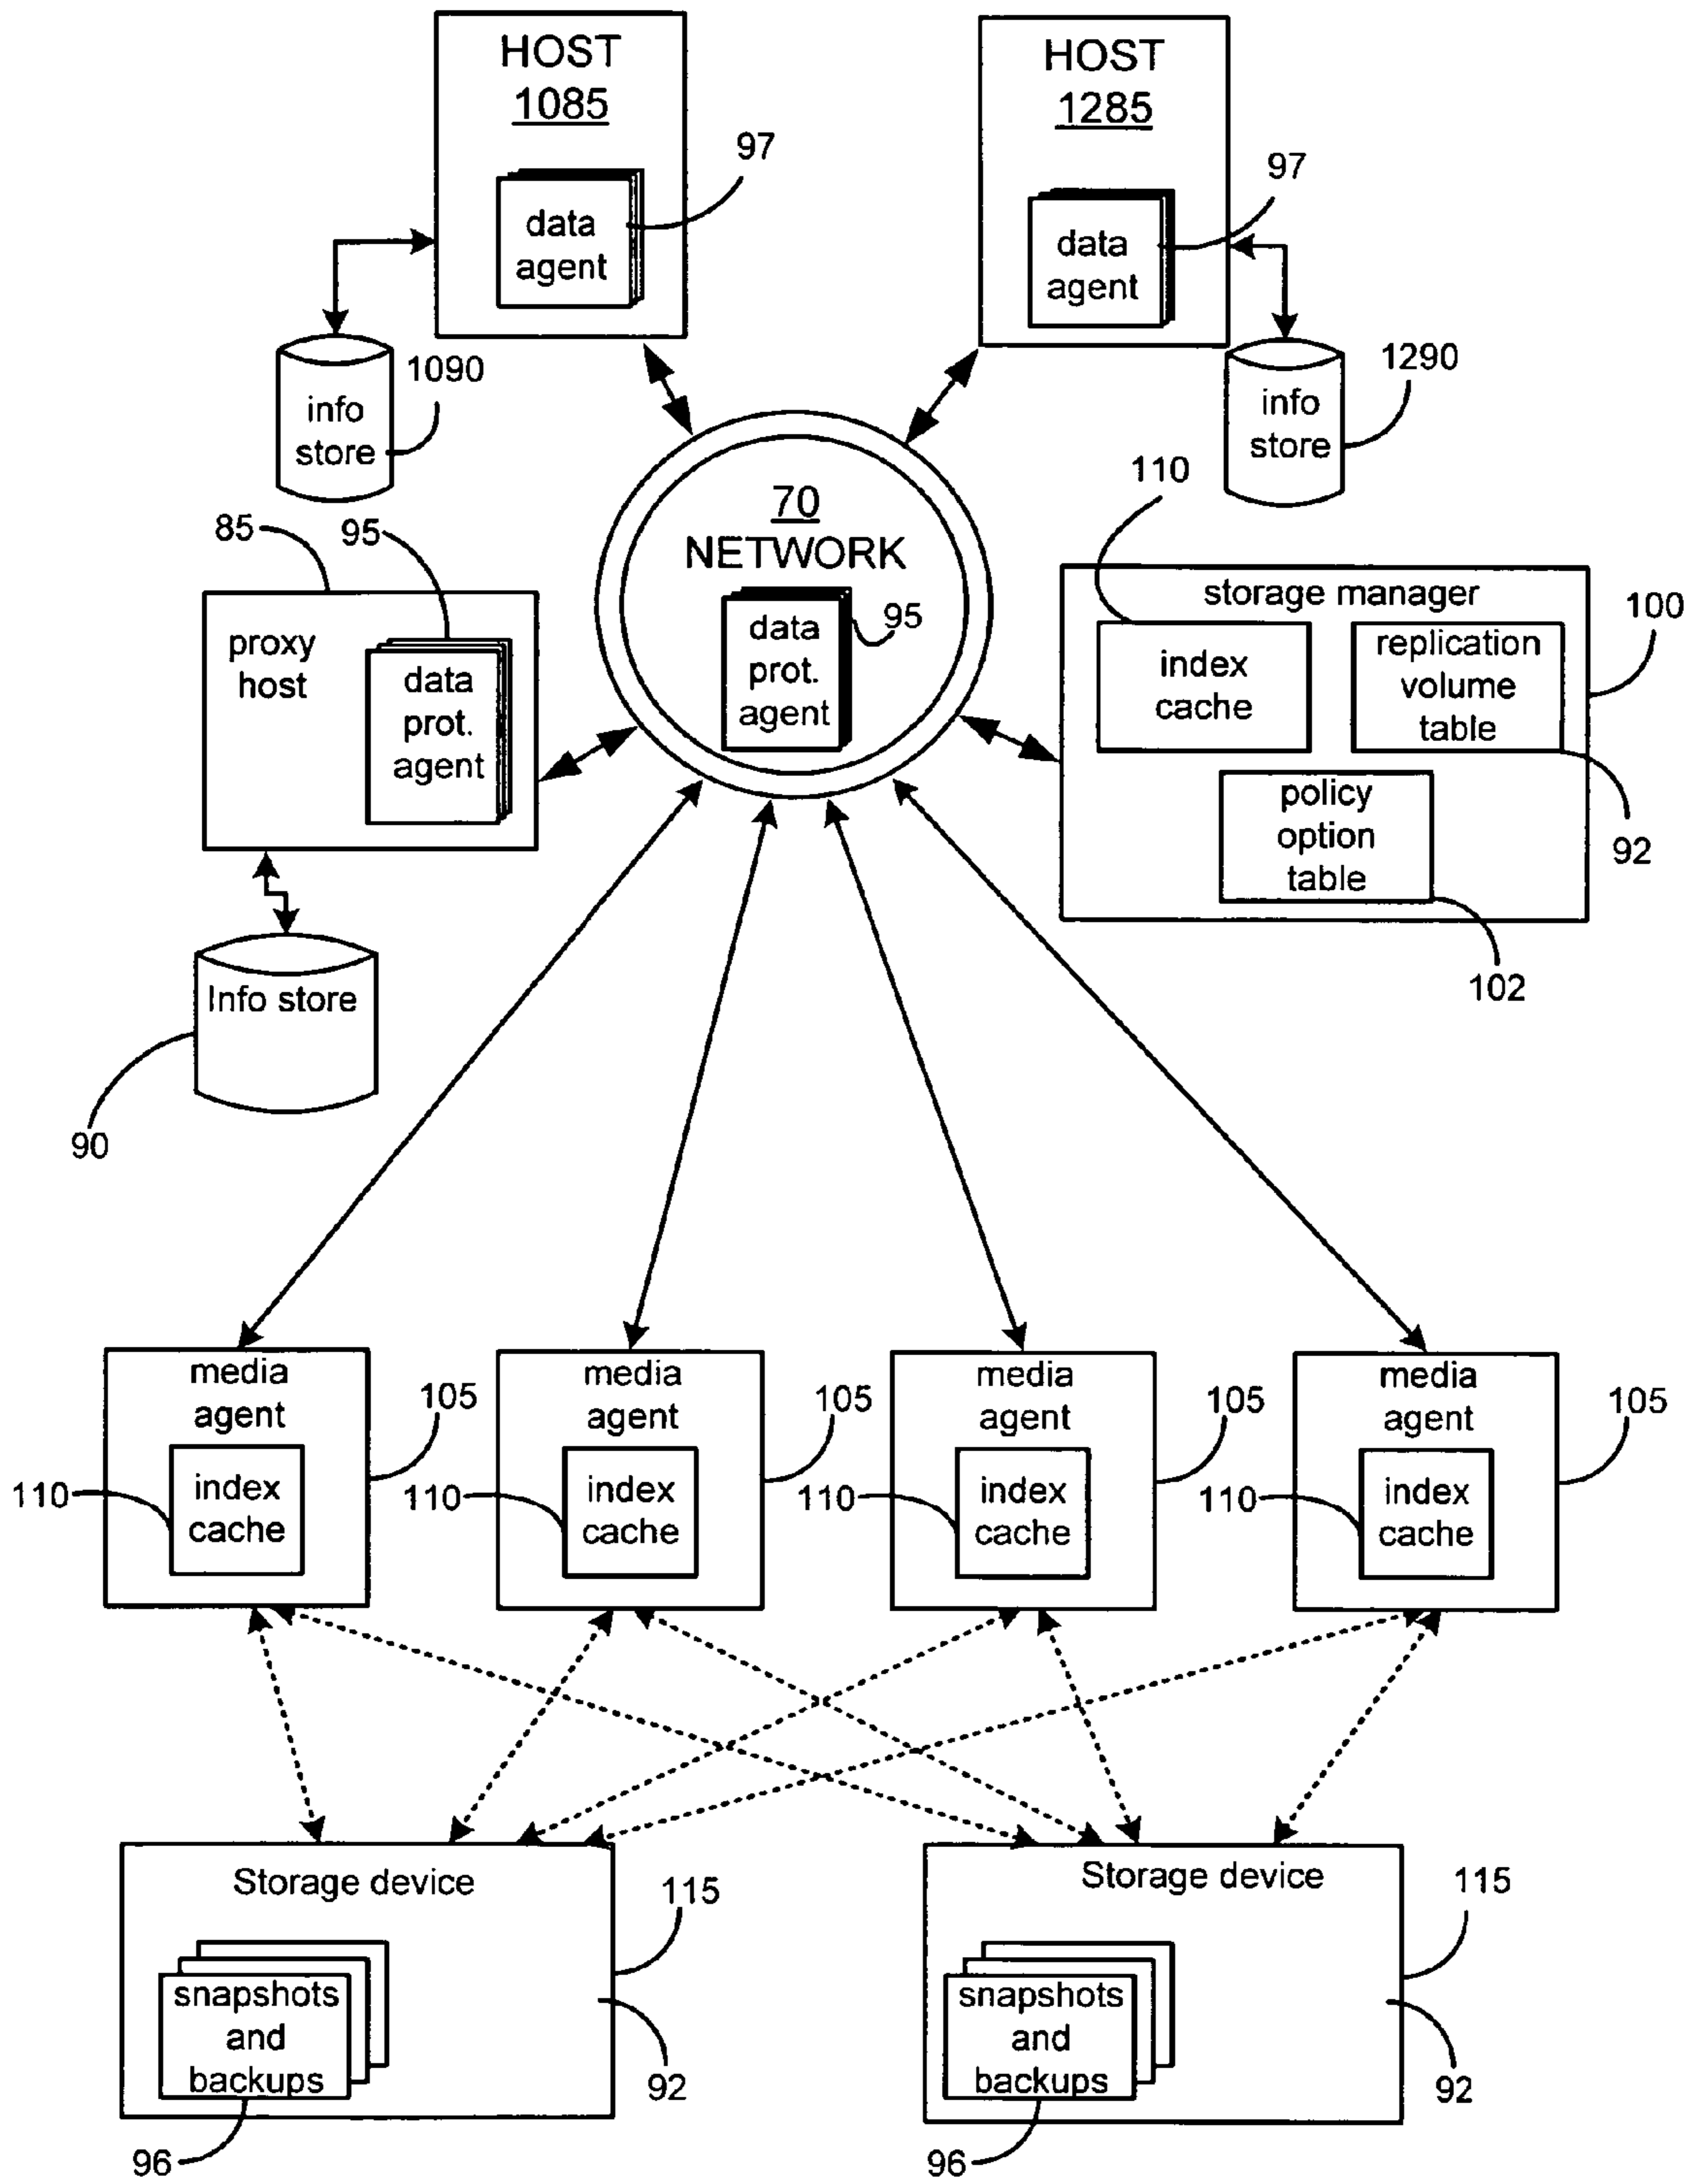 HOST
1085
data
agent
97
HOST
1285
data
agent
97
1090
info
store
1290
info
store
85
95
proxy
host
data
prot.
agent
70
NETWORK
data
prot.
agent
95
110
storage manager
100
index
cache
replication
volume
table
policy
option
table
92
102
Info store
90
media
agent
105
index
cache
110
media
agent
105
index
cache
110
media
agent
105
index
cache
110
media
agent
105
index
cache
110
Storage device
115
snapshots
and
backups
92
96
Storage device
115
snapshots
and
backups
92
96